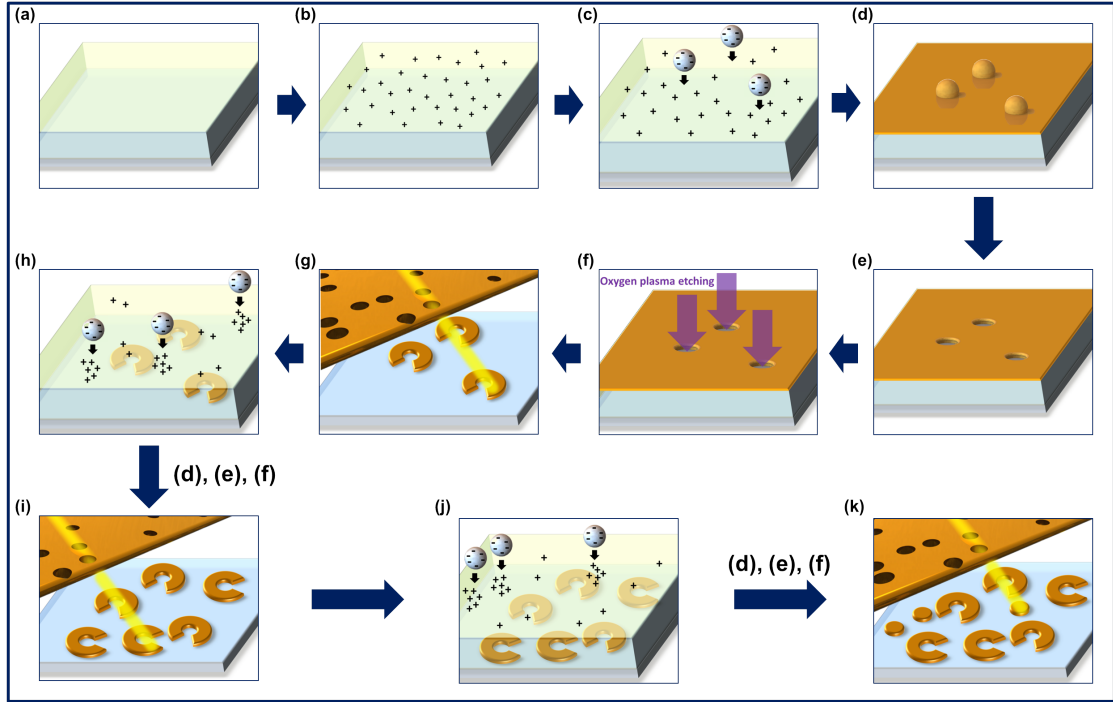 (a)
(b)
(c)
(d)
(h)
(g)
(f)
(e)
Oxygen plasma etching
(d), (e), (f)
(i)
(j)
(d), (e), (f)
(k)